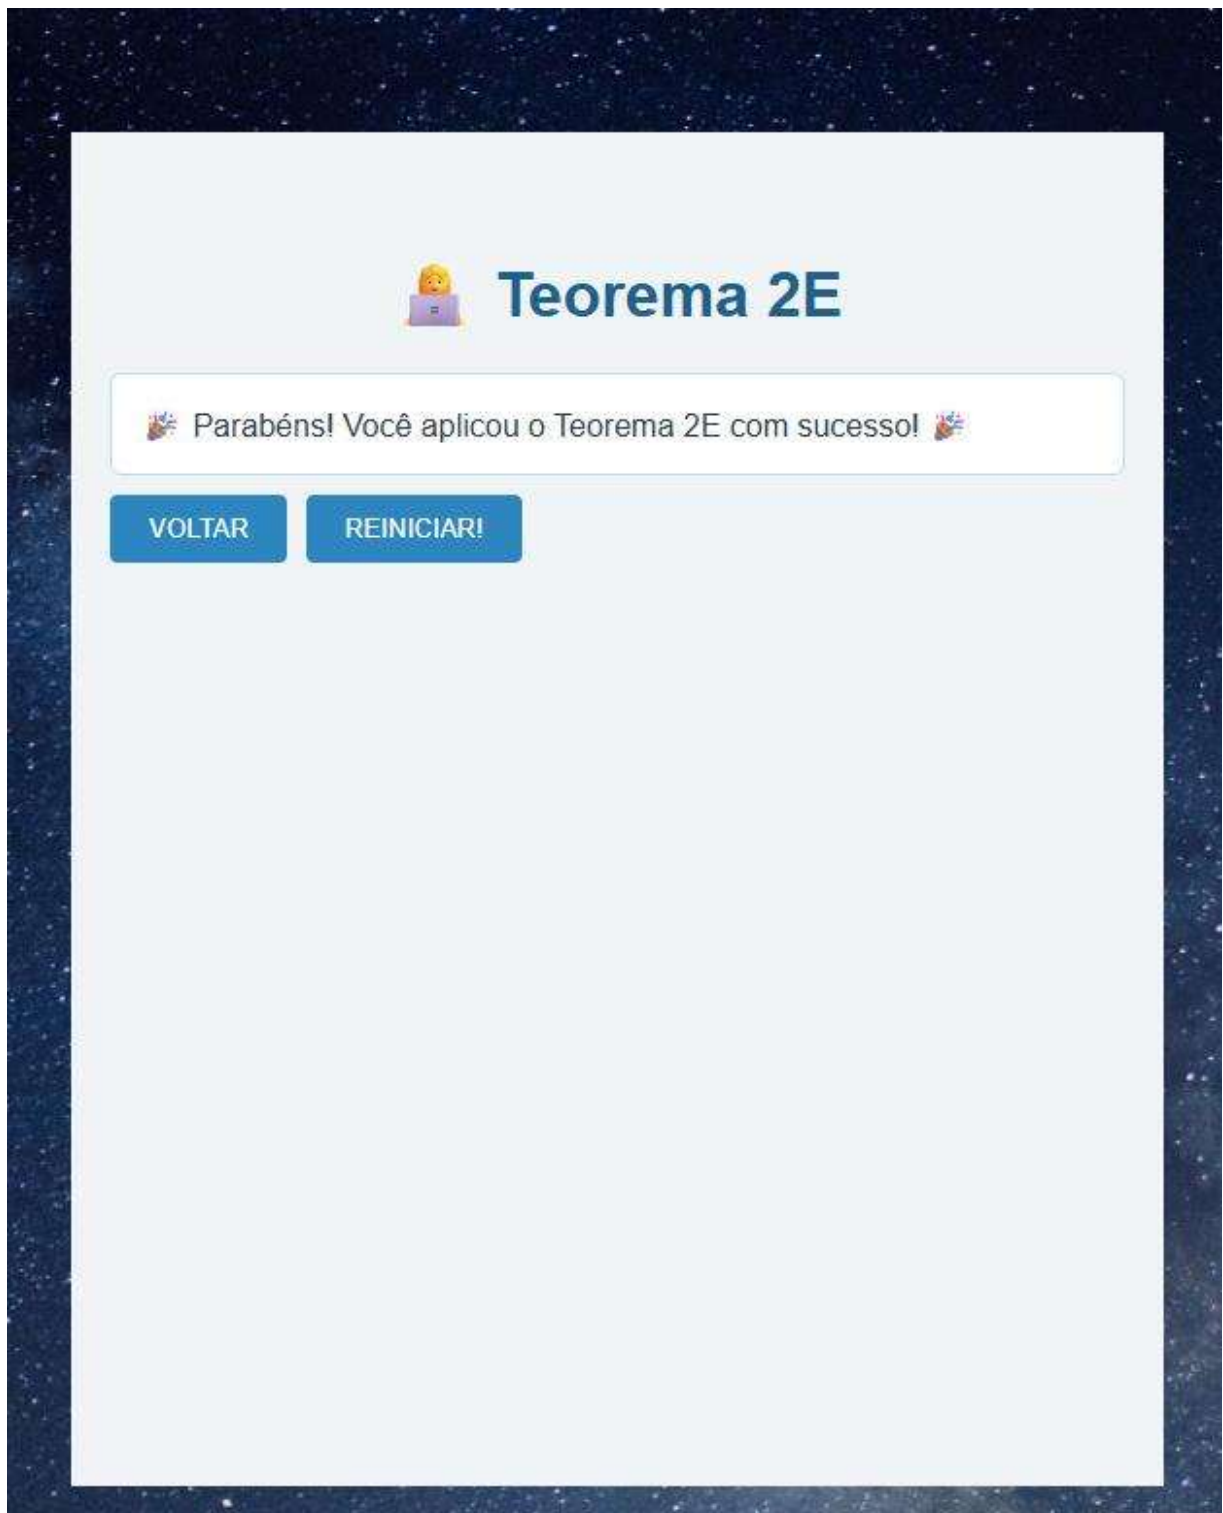 👩‍💻 Teorema 2E
🎉 Parabéns! Você aplicou o Teorema 2E com sucesso! 🎉
VOLTAR REINICIAR!